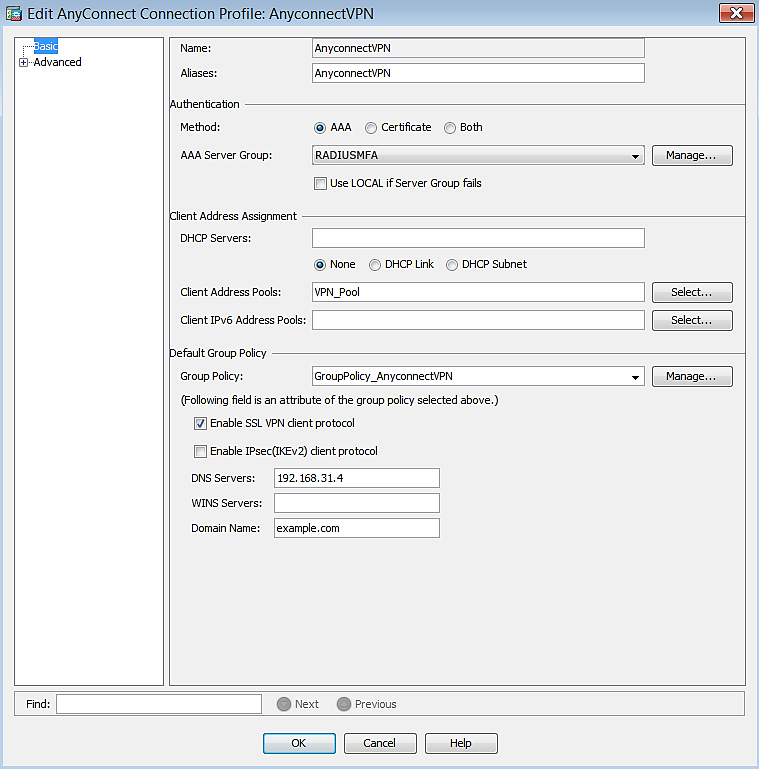 Edit AnyConnect Connection Profile: AnyconnectVPN
Basic
Advanced
Name: AnyconnectVPN
Aliases: AnyconnectVPN
Authentication
Method: AAA Certificate Both
AAA Server Group: RADIUSMFA Manage...
Use LOCAL if Server Group fails
Client Address Assignment
DHCP Servers:
None DHCP Link DHCP Subnet
Client Address Pools: VPN_Pool Select...
Client IPv6 Address Pools: Select...
Default Group Policy
Group Policy: GroupPolicy_AnyconnectVPN Manage...
(Following field is an attribute of the group policy selected above.)
Enable SSL VPN client protocol
Enable IPsec(IKEv2) client protocol
DNS Servers: 192.168.31.4
WINS Servers:
Domain Name: example.com
Find: Next Previous
OK Cancel Help